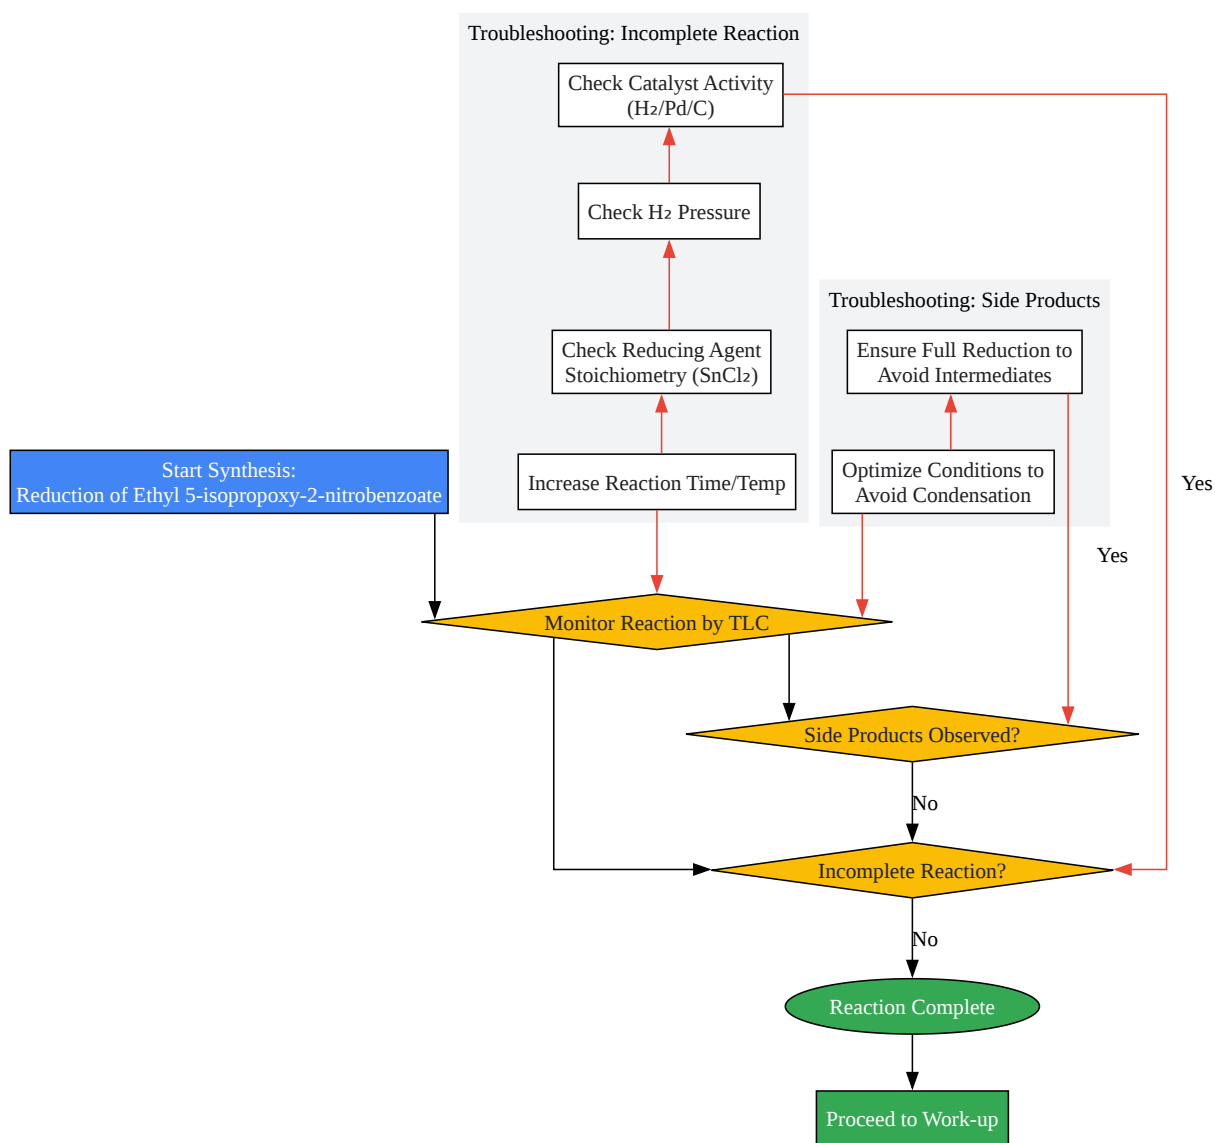 Troubleshooting: Incomplete Reaction
Check Catalyst Activity
(H₂/Pd/C)
Check H₂ Pressure
Troubleshooting: Side Products
Check Reducing Agent
Stoichiometry (SnCl₂)
Ensure Full Reduction to
Avoid Intermediates
Start Synthesis:
Reduction of Ethyl 5-isopropoxy-2-nitrobenzoate
Increase Reaction Time/Temp
Optimize Conditions to
Avoid Condensation
Yes
Yes
Monitor Reaction by TLC
Side Products Observed?
No
Incomplete Reaction?
No
Reaction Complete
Proceed to Work-up